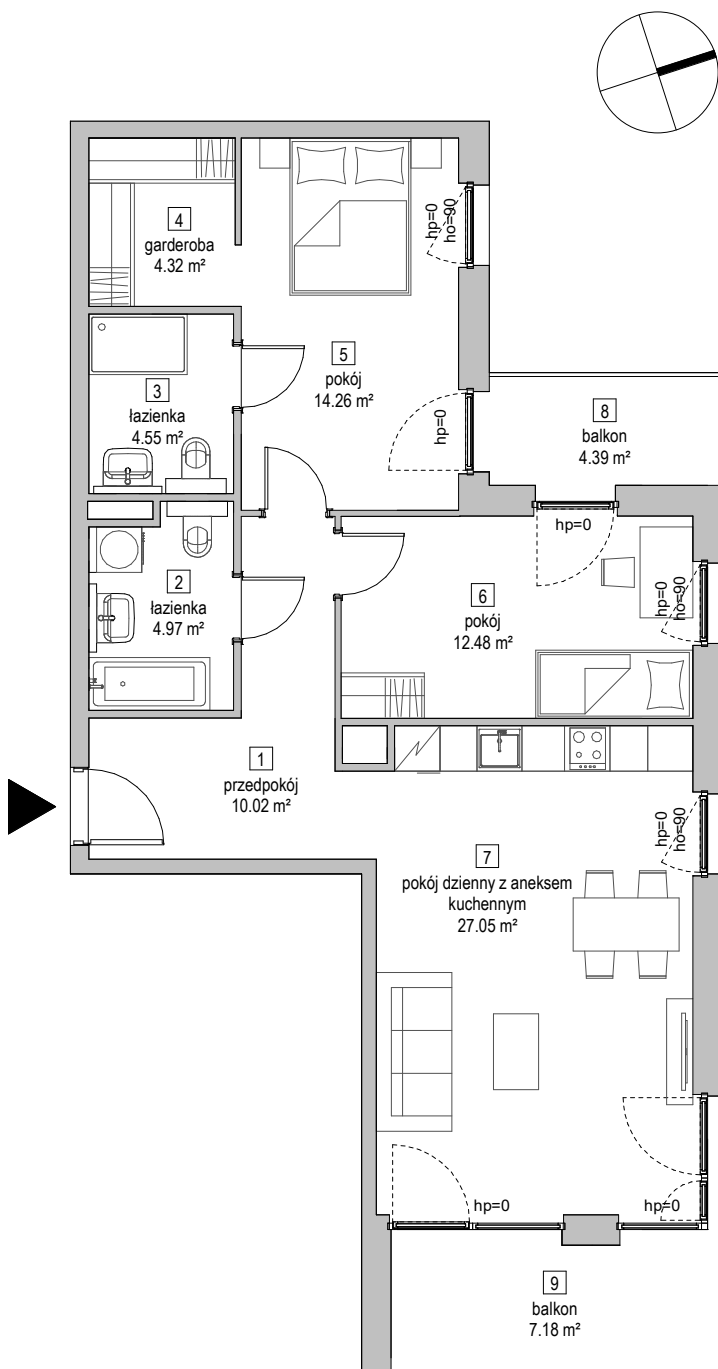 4
garderoba
4.32 m²
hp=0
ho=90
5
pokój
14.26 m²
3
łazienka
4.55 m²
hp=0
8
balkon
4.39 m²
hp=0
2
łazienka
4.97 m²
6
pokój
12.48 m²
hp=0
ho=90
1
przedpokój
10.02 m²
hp=0
ho=90
7
pokój dzienny z aneksem
kuchennym
27.05 m²
hp=0
hp=0
9
balkon
7.18 m²